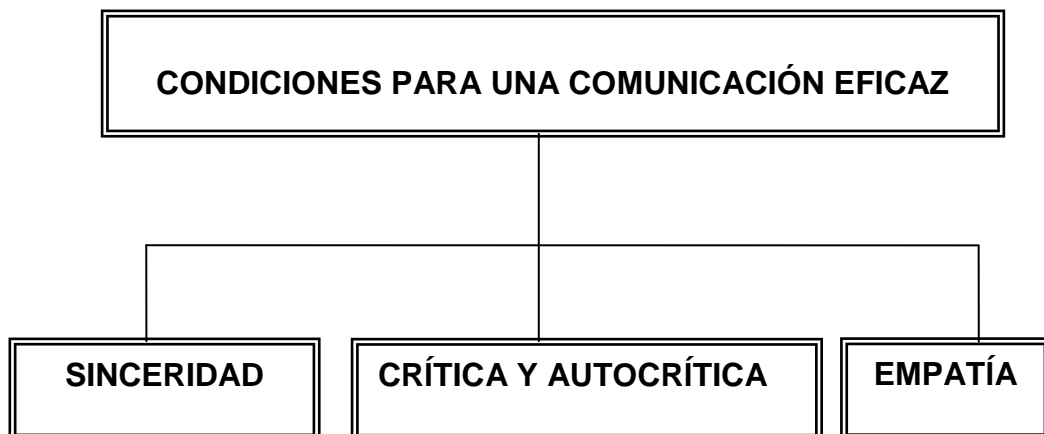 CONDICIONES PARA UNA COMUNICACIÓN EFICAZ
SINCERIDAD
CRÍTICA Y AUTOCRÍTICA
EMPATÍA